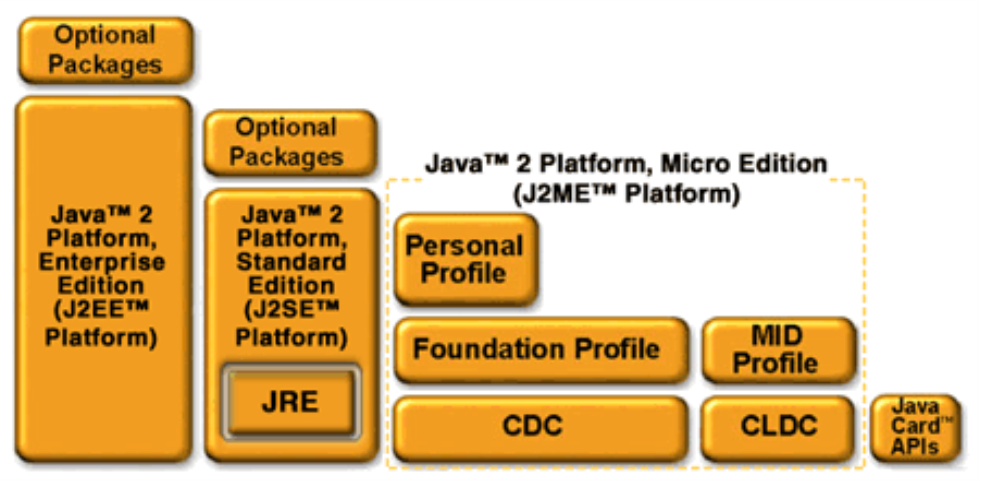 Optional
Packages
Java™ 2
Platform,
Enterprise
Edition
(J2EE™
Platform)
Optional
Packages
Java™ 2
Platform,
Standard
Edition
(J2SE™
Platform)
JRE
Java™ 2 Platform, Micro Edition
(J2ME™ Platform)
Personal
Profile
Foundation Profile
MID
Profile
CDC
CLDC
Java
Card™
APIs